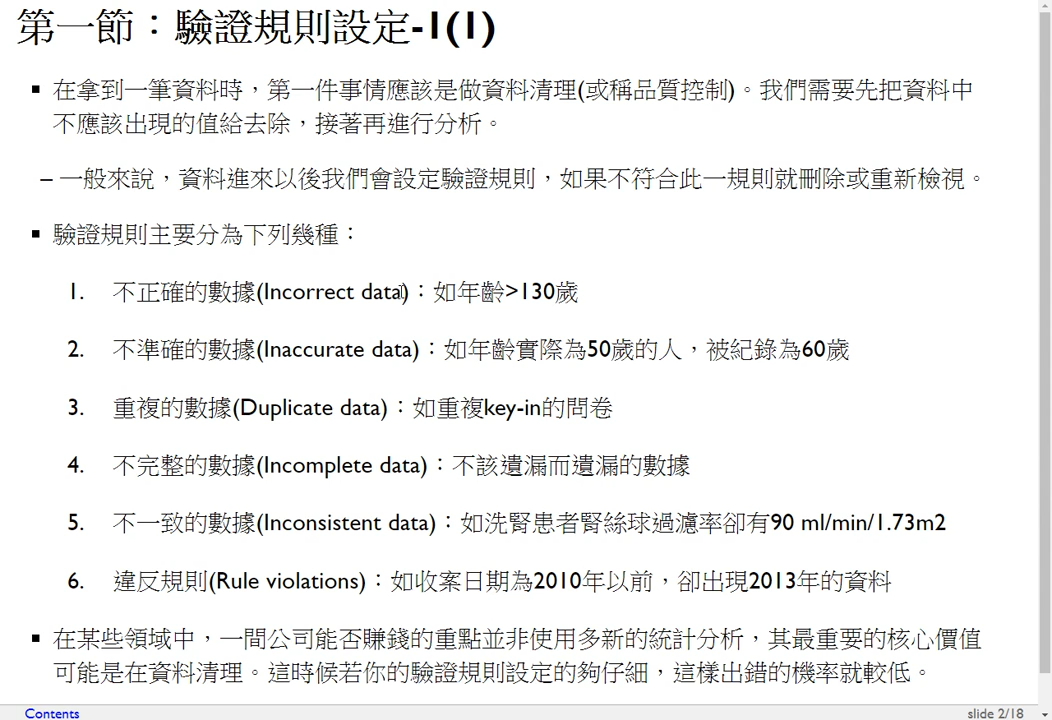 第一節：驗證規則設定-1(1)
▪ 在拿到一筆資料時，第一件事情應該是做資料清理(或稱品質控制)。我們需要先把資料中
不應該出現的值給去除，接著再進行分析。
– 一般來說，資料進來以後我們會設定驗證規則，如果不符合此一規則就刪除或重新檢視。
▪ 驗證規則主要分為下列幾種：
1. 不正確的數據(Incorrect data)：如年齡>130歲
2. 不準確的數據(Inaccurate data)：如年齡實際為50歲的人，被紀錄為60歲
3. 重複的數據(Duplicate data)：如重複key-in的問卷
4. 不完整的數據(Incomplete data)：不該遺漏而遺漏的數據
5. 不一致的數據(Inconsistent data)：如洗腎患者腎絲球過濾率卻有90 ml/min/1.73m2
6. 違反規則(Rule violations)：如收案日期為2010年以前，卻出現2013年的資料
▪ 在某些領域中，一間公司能否賺錢的重點並非使用多新的統計分析，其最重要的核心價值
可能是在資料清理。這時候若你的驗證規則設定的夠仔細，這樣出錯的機率就較低。
Contents
slide 2/18